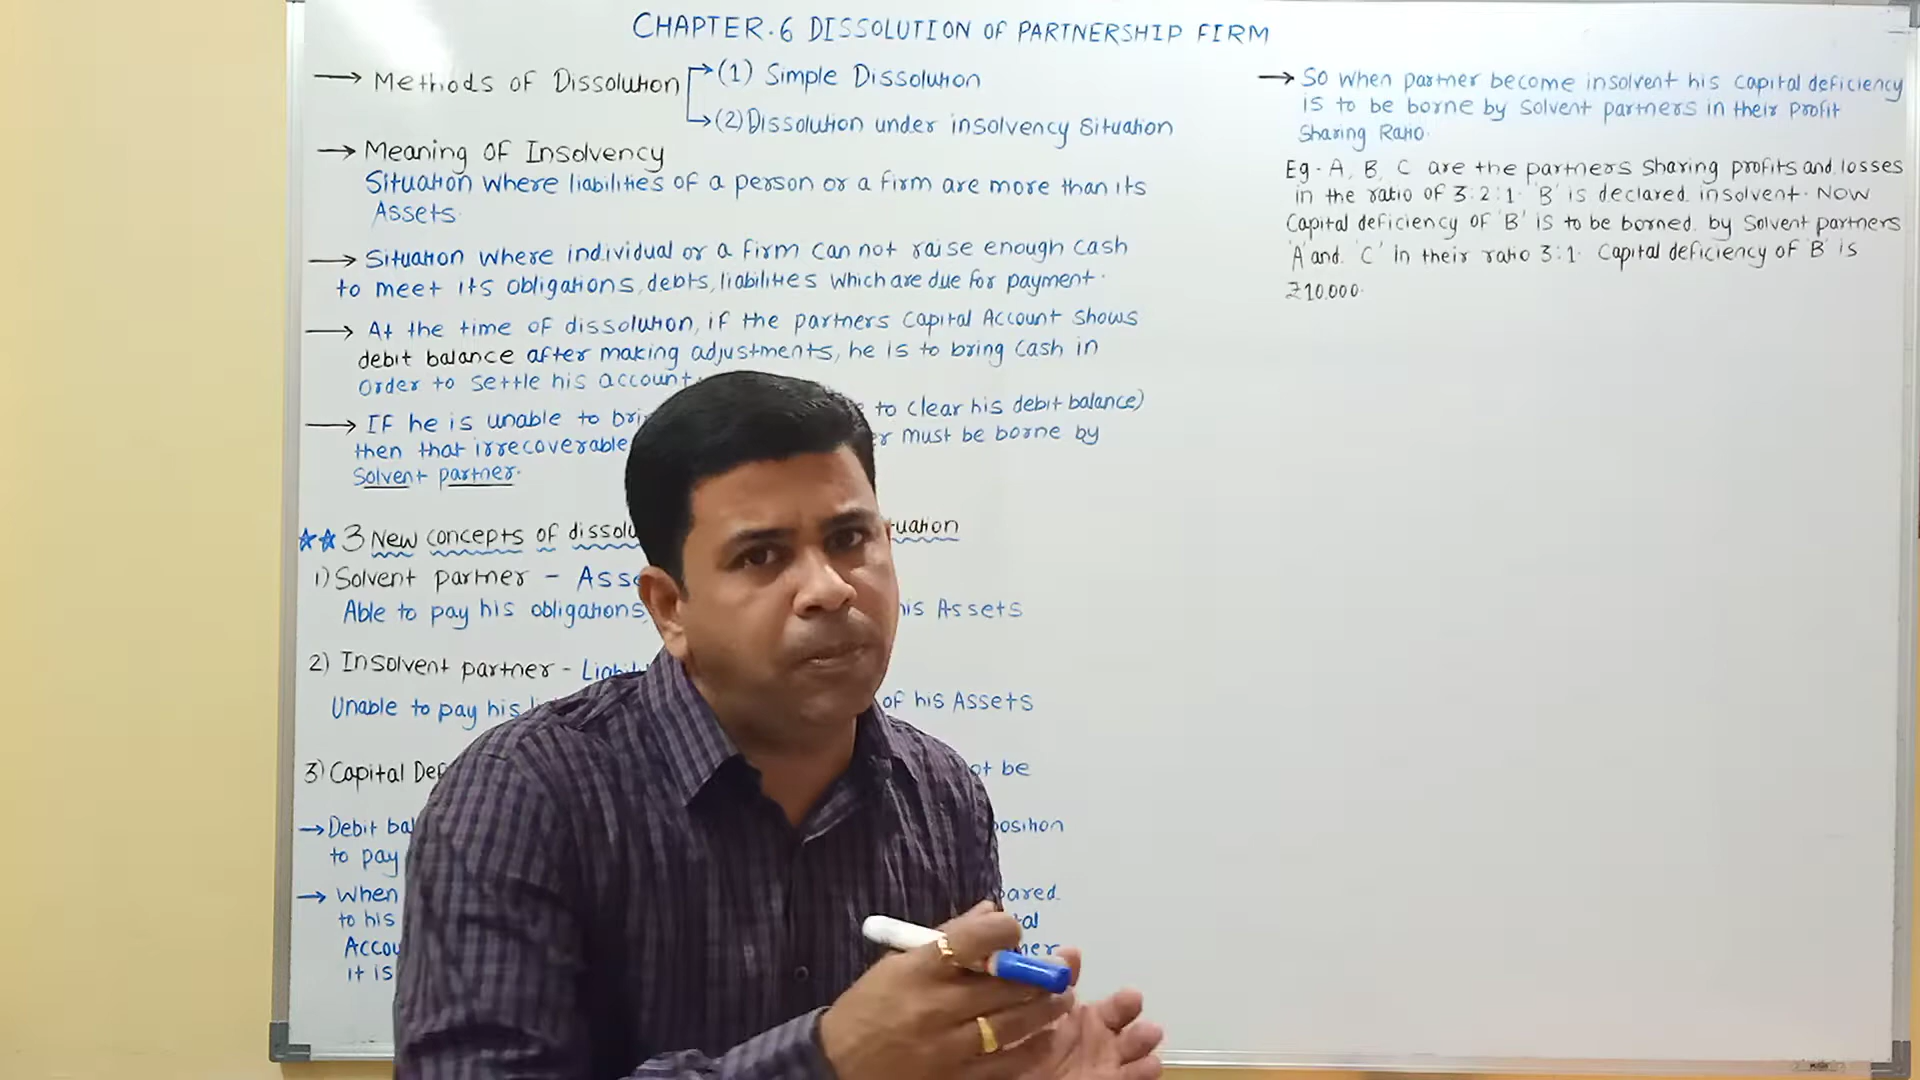 CHAPTER.6 DISSOLUTION OF PARTNERSHIP FIRM
→ Methods of Dissolution
→(1) Simple Dissolution
→(2) Dissolution under insolvency Situation
→ Meaning OF Insolvency
Situation where liabilities of a person or a firm are more than its
Assets.
→ Situation where individual or a firm can not raise enough cash
to meet its obligations, debts, liabilities which are due for payment.
→ At the time of dissolution, if the partners Capital Account shows
debit balance after making adjustments, he is to bring cash in
order to settle his account
→ IF he is unable to to clear his debit balance)
then that irrecoverable must be borne by
Solvent partner.
★★ 3 New concepts of
1) Solvent partner -
Able to pay his obligations, his Assets
2) Insolvent partner -
Unable to pay his of his Assets
3) Capital be
→ Debit
to pay
→ When
to his
it is
→ So when partner become insolvent his capital deficiency
is to be borne by solvent partners in their profit
Sharing Ratio.
Eg - A, B, C are the partners sharing profits and losses
in the ratio of 3:2:1. 'B' is declared insolvent. Now
Capital deficiency OF 'B' is to be borned by Solvent partners
'A' and 'C' in their ratio 3:1. Capital deficiency of 'B' is
₹10,000.